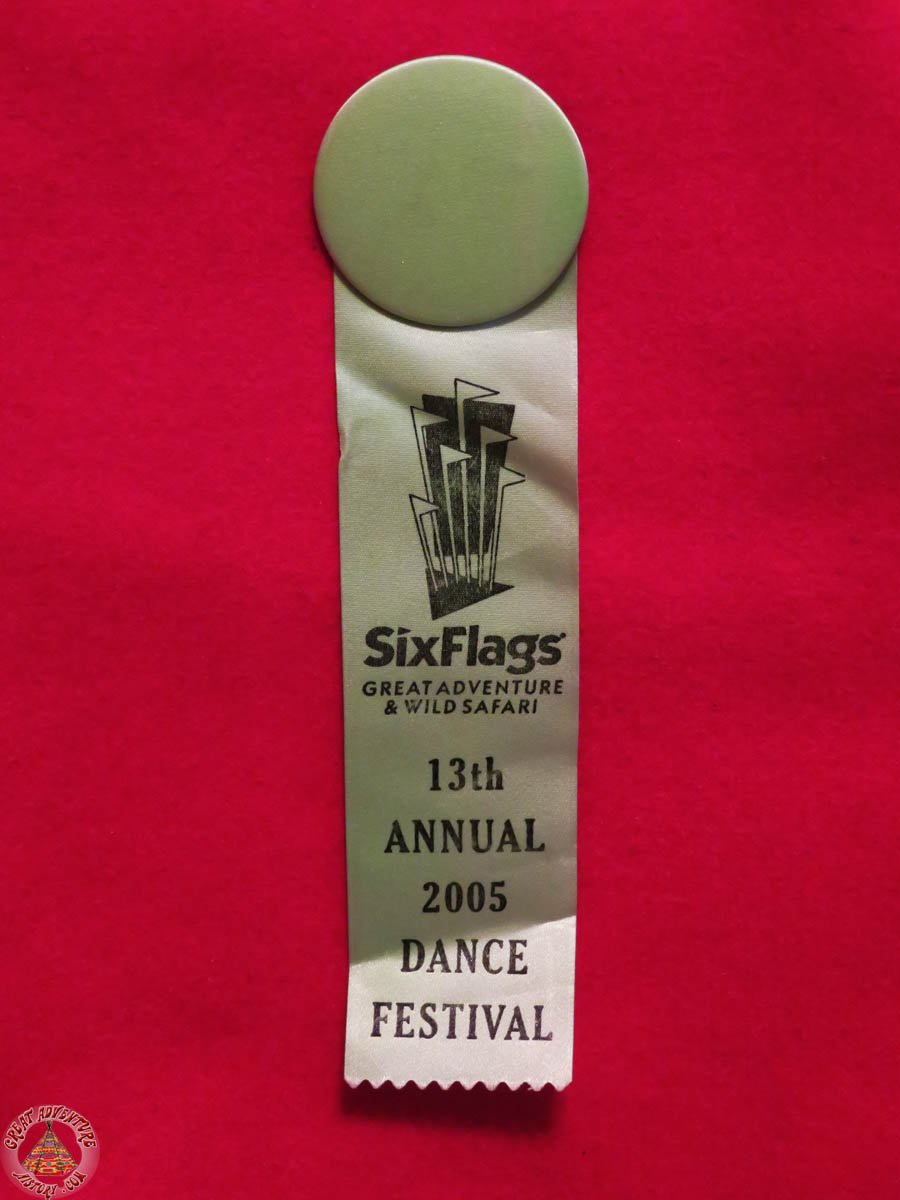 SixFlags
GREAT ADVENTURE
& WILD SAFARI
13th
ANNUAL
2005
DANCE
FESTIVAL
GREAT ADVENTURE
HISTORY.COM